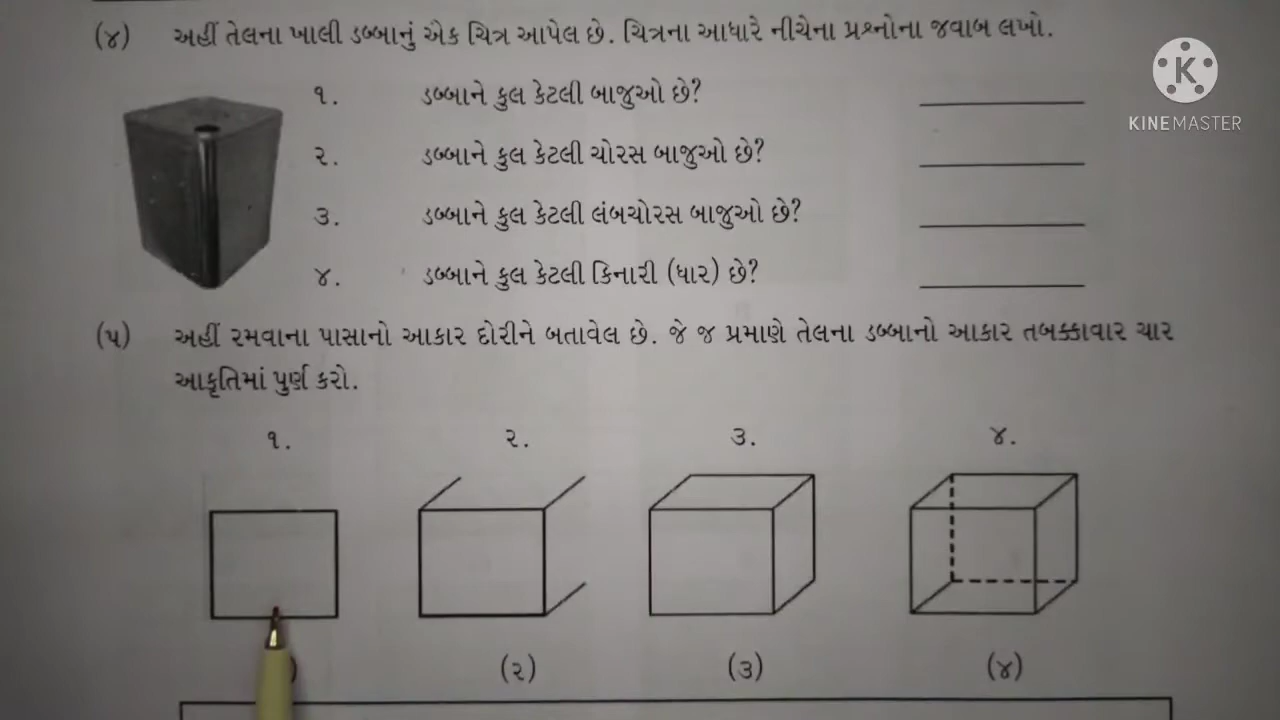 (૪) અહીં તેલના ખાલી ડબ્બાનું એક ચિત્ર આપેલ છે. ચિત્રના આધારે નીચેના પ્રશ્નોના જવાબ લખો.
૧. ડબ્બાને કુલ કેટલી બાજુઓ છે?
૨. ડબ્બાને કુલ કેટલી ચોરસ બાજુઓ છે?
૩. ડબ્બાને કુલ કેટલી લંબચોરસ બાજુઓ છે?
૪. ડબ્બાને કુલ કેટલી કિનારી (ધાર) છે?
K
KINEMASTER
(૫) અહીં રમવાના પાસાનો આકાર દોરીને બતાવેલ છે. જે જ પ્રમાણે તેલના ડબ્બાનો આકાર તબક્કાવાર ચાર
આકૃતિમાં પુર્ણ કરો.
૧. ૨. ૩. ૪.
(૨) (૩) (૪)